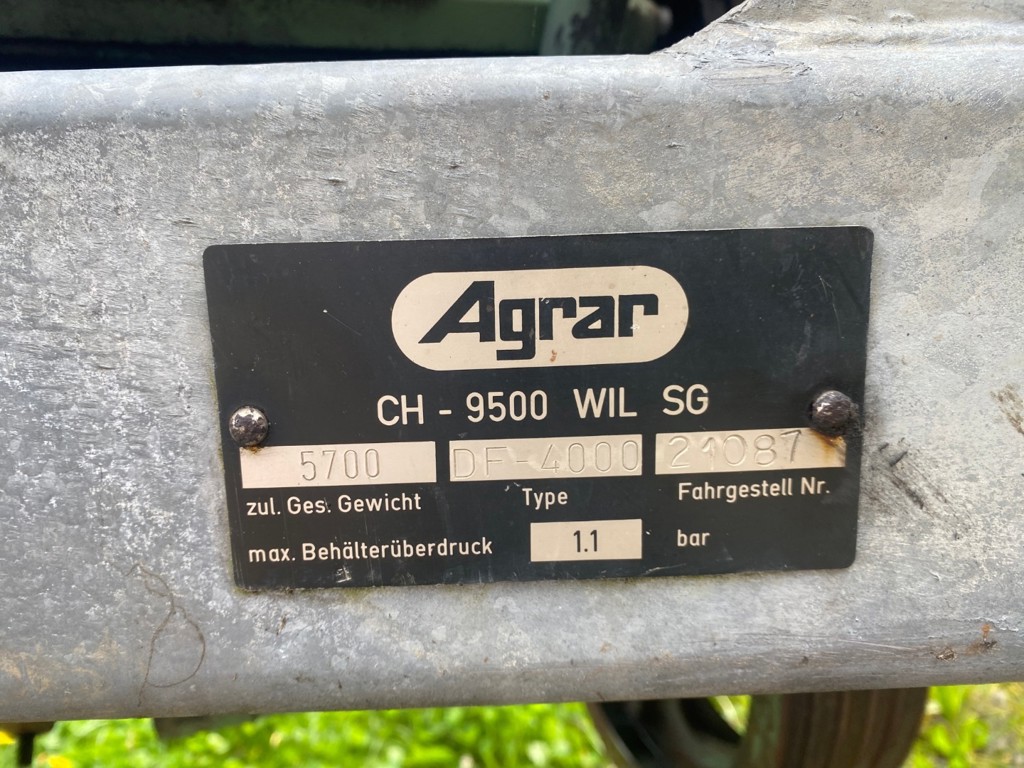 Agrar
CH - 9500 WIL SG
5700 DF-4000 21087
zul. Ges. Gewicht Type Fahrgestell Nr.
max. Behälterüberdruck 1.1 bar